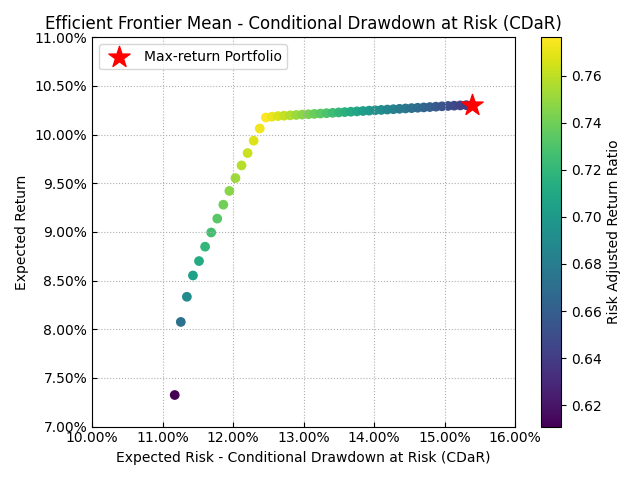 Efficient Frontier Mean - Conditional Drawdown at Risk (CDaR)
Max-return Portfolio
11.00%
10.50%
10.00%
9.50%
9.00%
8.50%
8.00%
7.50%
7.00%
Expected Return
10.00% 11.00% 12.00% 13.00% 14.00% 15.00% 16.00%
Expected Risk - Conditional Drawdown at Risk (CDaR)
0.76
0.74
0.72
0.70
0.68
0.66
0.64
0.62
Risk Adjusted Return Ratio